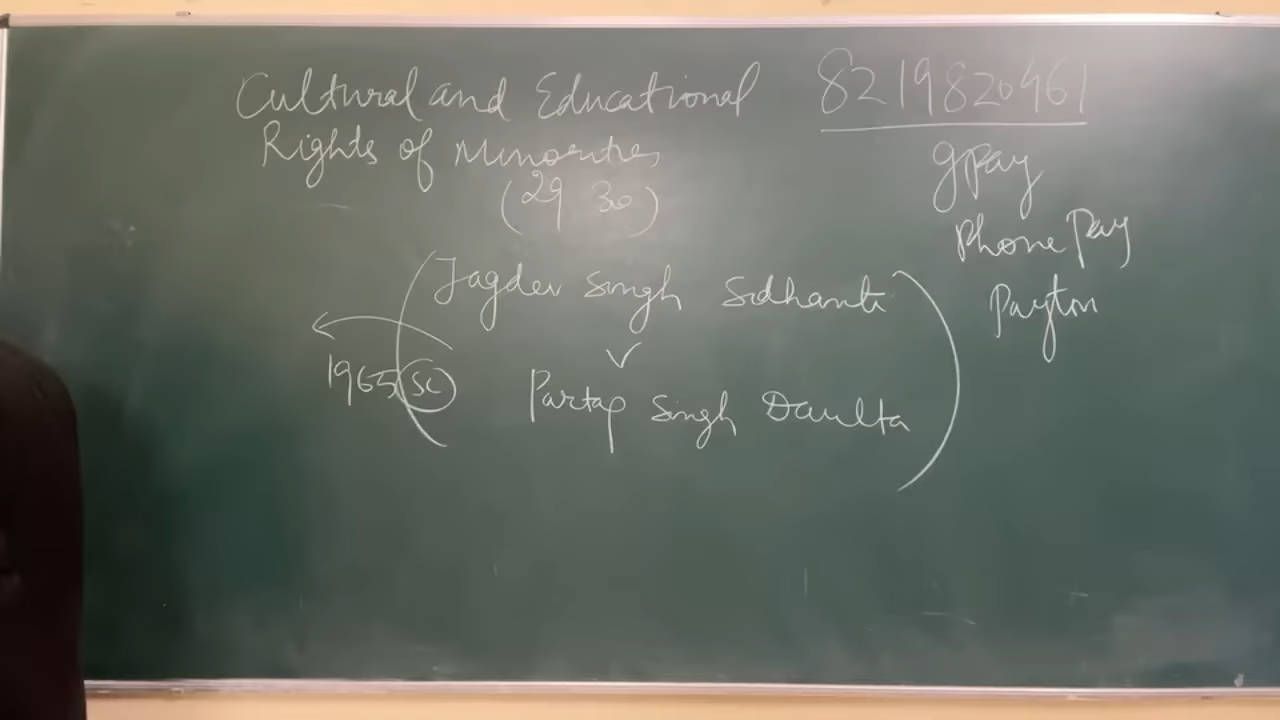 Cultural and Educational
Rights of Minorities
(29 30)
8219820461
gpay
Phone Pay
Paytm
(Jagdev Singh Sidhanti
v
1965 (SC)
Partap Singh Daulta)